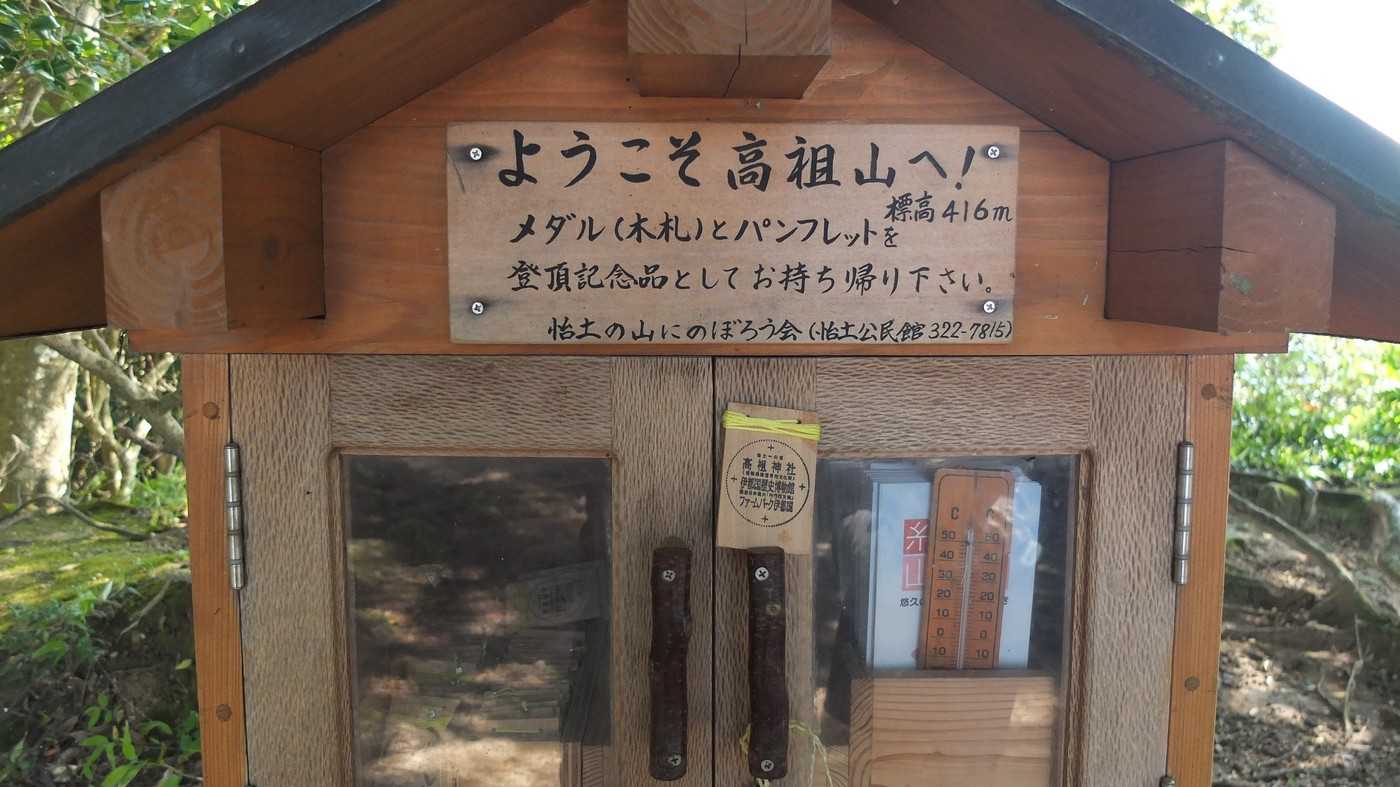 ようこそ高祖山へ!
標高416m
メダル(木札)とパンフレットを
登頂記念品としてお持ち帰り下さい。
怡土の山にのぼろう会(怡土公民館322-7815)
高祖神社
伊都国歴史博物館
ファームパーク伊都国
糸
山
悠久の
C
C
50
50
40
40
30
30
20
20
10
10
0
0
10
10